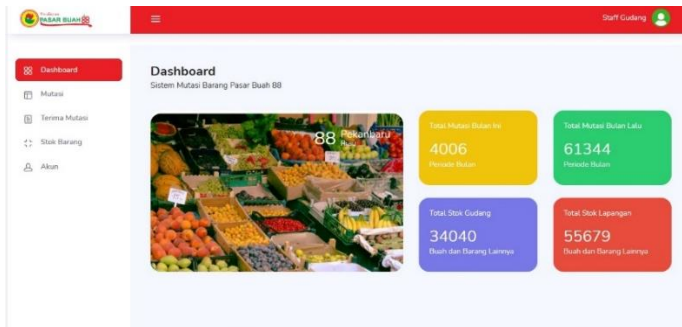 PASAR BUAH 88
Staff Gudang
Dashboard
Mutasi
Terima Mutasi
Stok Barang
Akun
Dashboard
Sistem Mutasi Barang Pasar Buah 88
88 Pekanbaru
Total Mutasi Bulan Ini
4006
Periode Bulan
Total Mutasi Bulan Lalu
61344
Periode Bulan
Total Stok Gudang
34040
Buah dan Barang Lainnya
Total Stok Lapangan
55679
Buah dan Barang Lainnya